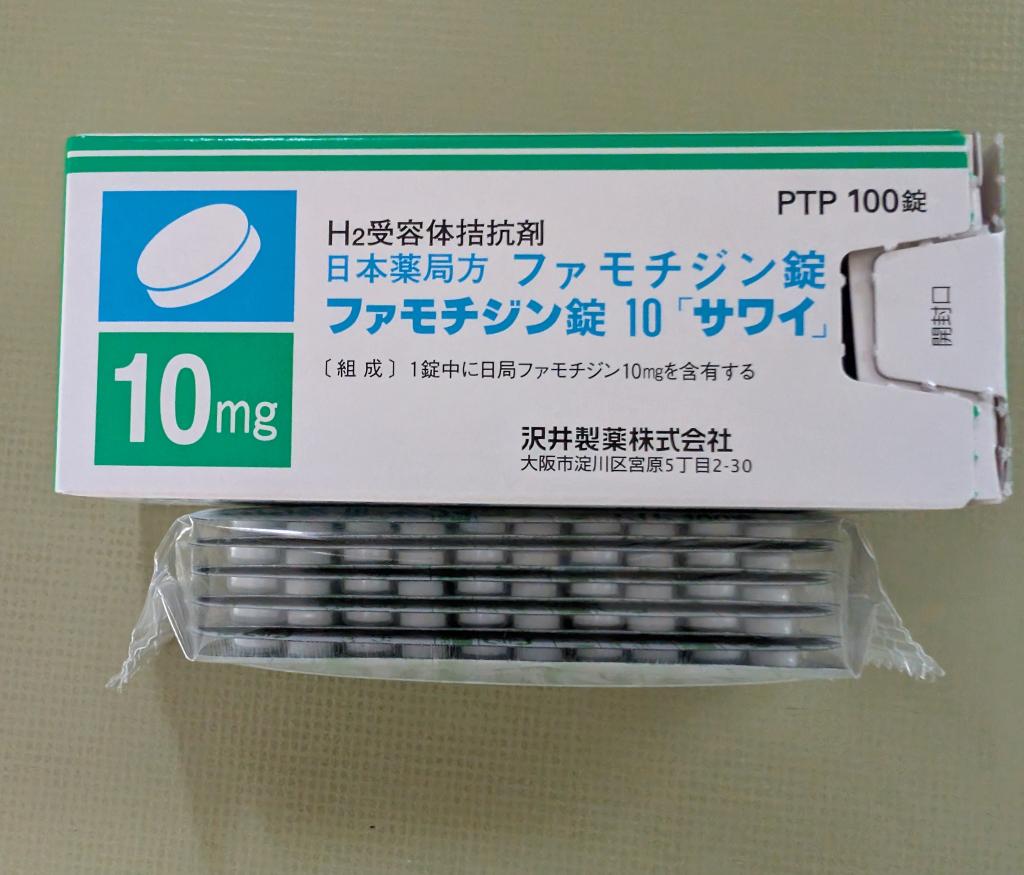 PTP 100錠
H2受容体拮抗剤
日本薬局方 ファモチジン錠
ファモチジン錠 10「サワイ」
〔組成〕1錠中に日局ファモチジン10mgを含有する
10mg
沢井製薬株式会社
大阪市淀川区宮原5丁目2-30
開封口